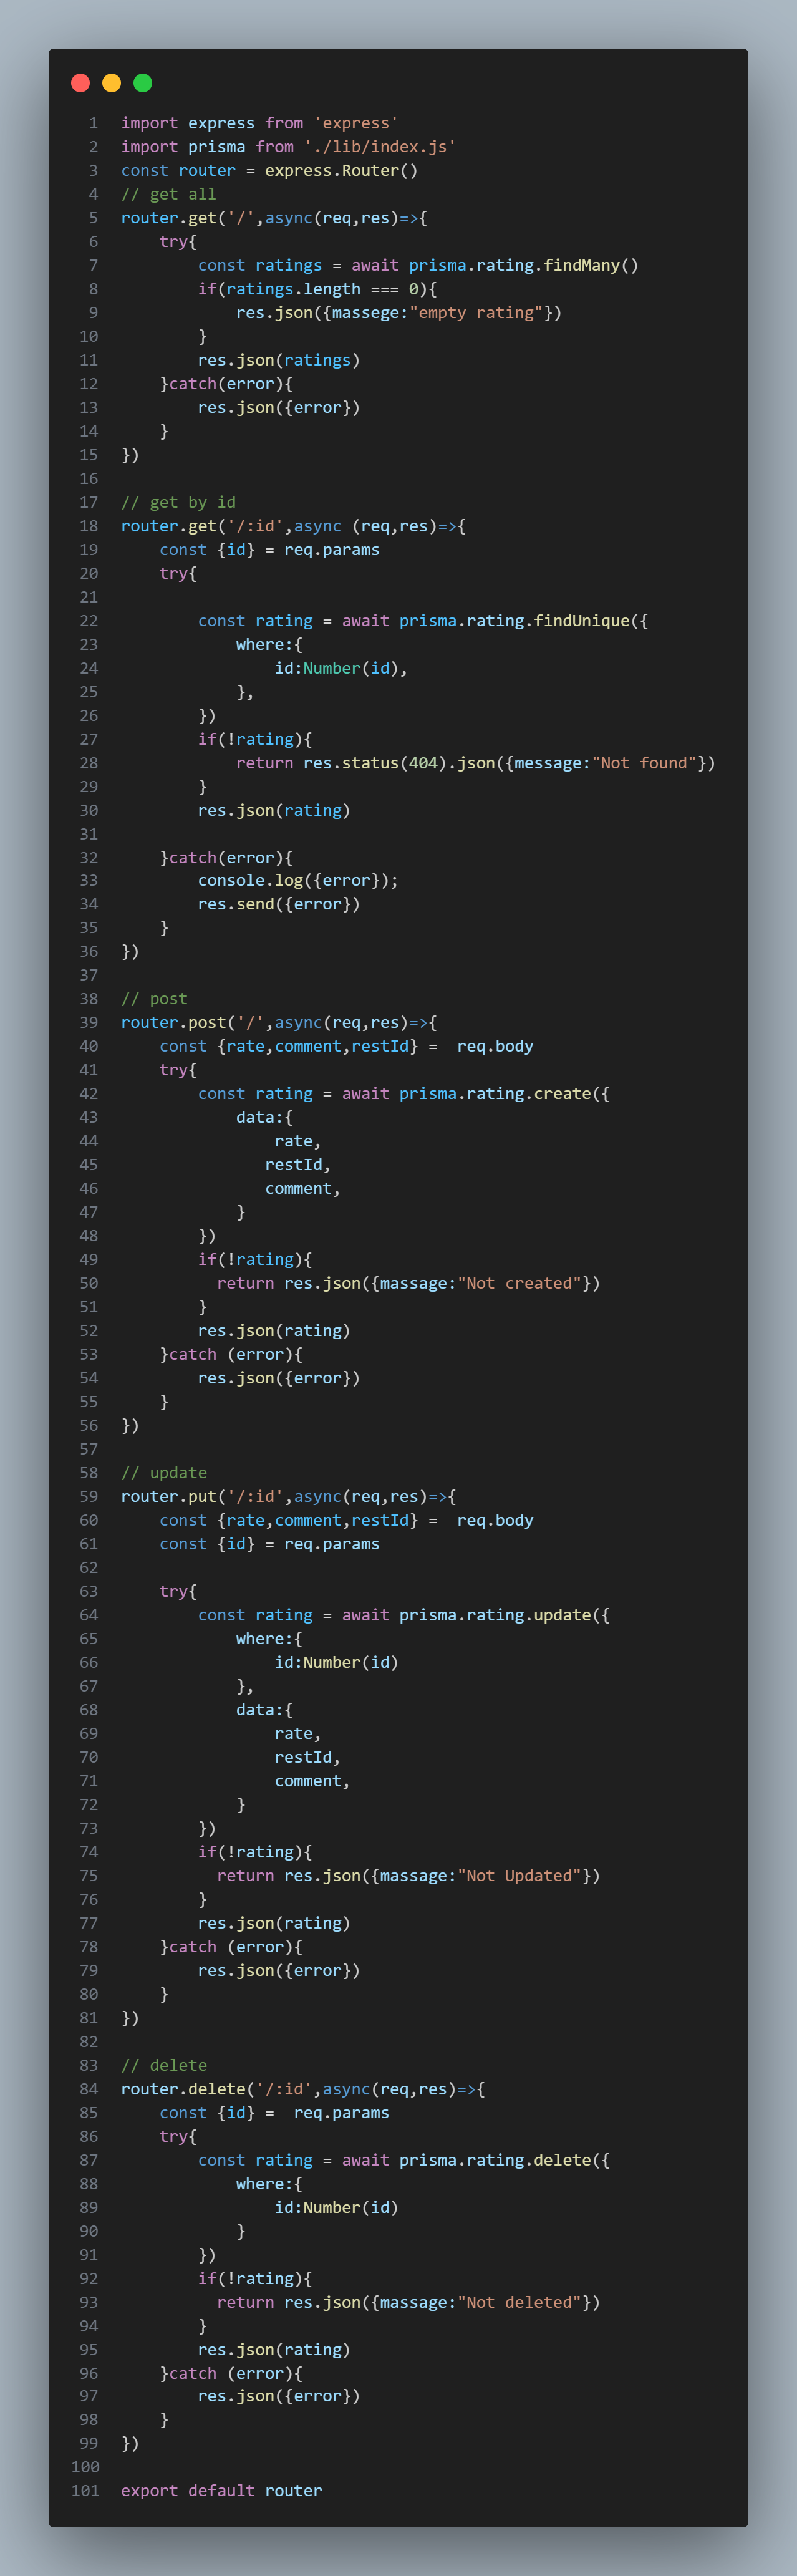 1 import express from 'express'
2 import prisma from './lib/index.js'
3 const router = express.Router()
4 // get all
5 router.get('/',async(req,res)=>{
6     try{
7         const ratings = await prisma.rating.findMany()
8         if(ratings.length === 0){
9             res.json({massege:"empty rating"})
10         }
11         res.json(ratings)
12     }catch(error){
13         res.json({error})
14     }
15 })
16
17 // get by id
18 router.get('/:id',async (req,res)=>{
19     const {id} = req.params
20     try{
21
22         const rating = await prisma.rating.findUnique({
23             where:{
24                 id:Number(id),
25             },
26         })
27         if(!rating){
28             return res.status(404).json({message:"Not found"})
29         }
30         res.json(rating)
31
32     }catch(error){
33         console.log({error});
34         res.send({error})
35     }
36 })
37
38 // post
39 router.post('/',async(req,res)=>{
40     const {rate,comment,restId} =  req.body
41     try{
42         const rating = await prisma.rating.create({
43             data:{
44                 rate,
45                restId,
46                comment,
47             }
48         })
49         if(!rating){
50           return res.json({massage:"Not created"})
51         }
52         res.json(rating)
53     }catch (error){
54         res.json({error})
55     }
56 })
57
58 // update
59 router.put('/:id',async(req,res)=>{
60     const {rate,comment,restId} =  req.body
61     const {id} = req.params
62
63     try{
64         const rating = await prisma.rating.update({
65             where:{
66                 id:Number(id)
67             },
68             data:{
69                 rate,
70                 restId,
71                 comment,
72             }
73         })
74         if(!rating){
75           return res.json({massage:"Not Updated"})
76         }
77         res.json(rating)
78     }catch (error){
79         res.json({error})
80     }
81 })
82
83 // delete
84 router.delete('/:id',async(req,res)=>{
85     const {id} =  req.params
86     try{
87         const rating = await prisma.rating.delete({
88             where:{
89                 id:Number(id)
90             }
91         })
92         if(!rating){
93           return res.json({massage:"Not deleted"})
94         }
95         res.json(rating)
96     }catch (error){
97         res.json({error})
98     }
99 })
100
101 export default router